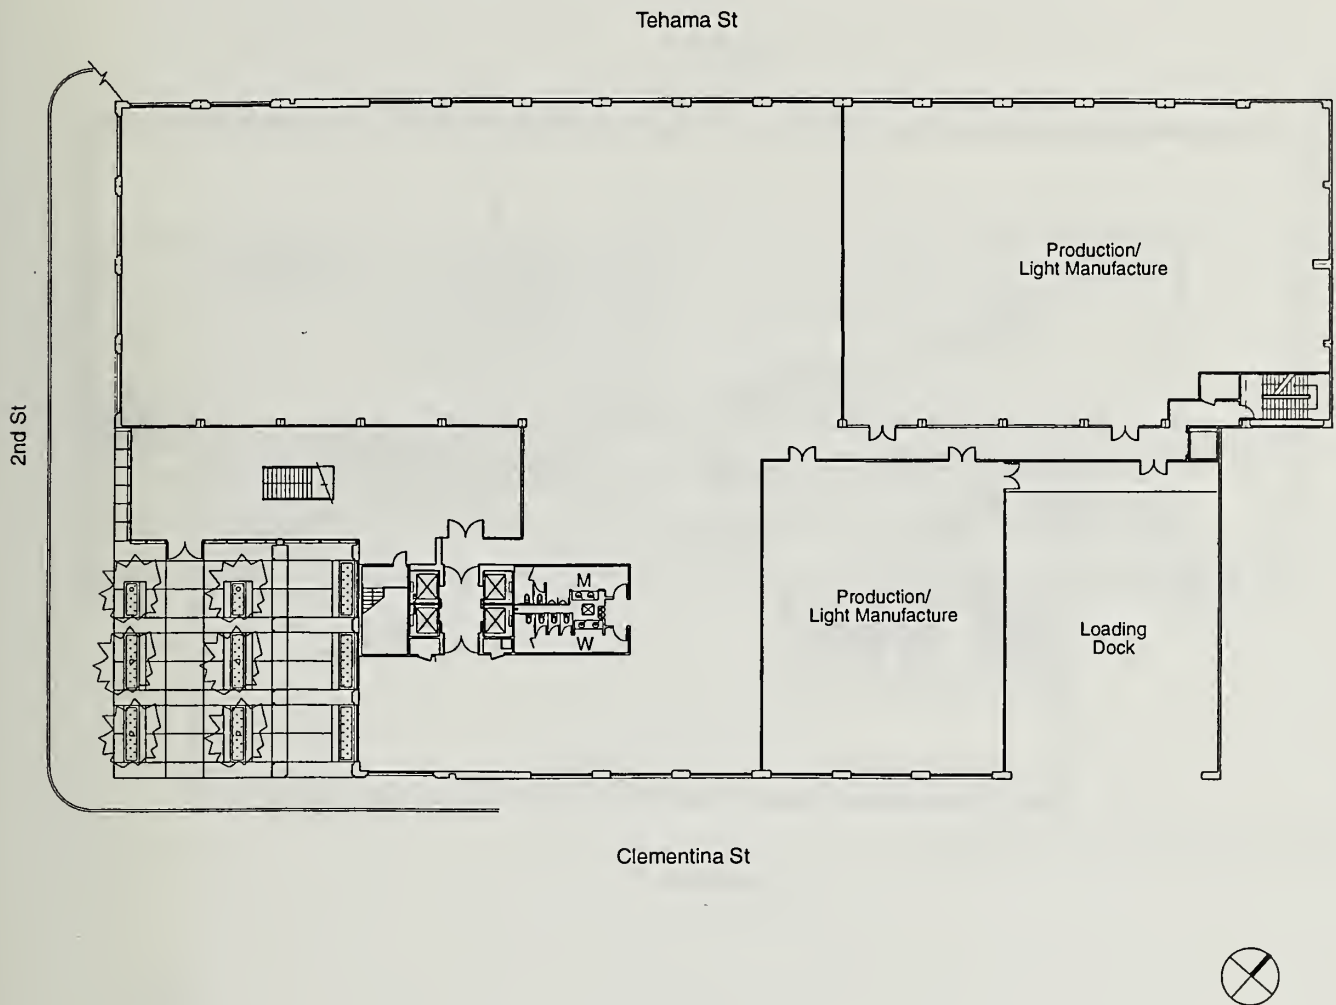 Tehama St
Production/
Light Manufacture
2nd St
M
W
Production/
Light Manufacture
Loading
Dock
Clementina St